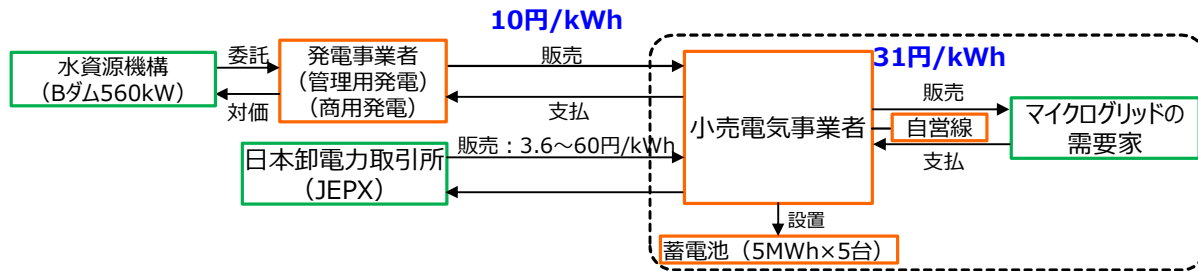 10円/kWh
水資源機構
（Bダム560kW）
委託
対価
発電事業者
（管理用発電）
（商用発電）
販売
支払
日本卸電力取引所
（JEPX）
販売：3.6～60円/kWh
小売電気事業者
31円/kWh
販売
自営線
支払
マイクログリッドの
需要家
設置
蓄電池（5MWh×5台）